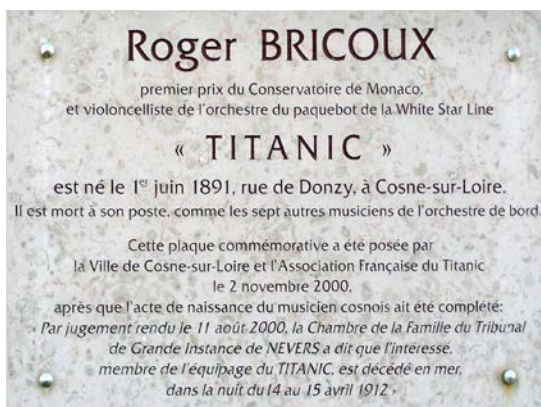 Roger BRICOUX
premier prix du Conservatoire de Monaco,
et violoncelliste de l'orchestre du paquebot de la White Star Line
« TITANIC »
est né le 1er juin 1891, rue de Donzy, à Cosne-sur-Loire.
Il est mort à son poste, comme les sept autres musiciens de l'orchestre de bord.
Cette plaque commémorative a été posée par
la Ville de Cosne-sur-Loire et l'Association Française du Titanic
le 2 novembre 2000,
après que l'acte de naissance du musicien cosnois ait été complété:
« Par jugement rendu le 11 août 2000, la Chambre de la Famille du Tribunal
de Grande Instance de NEVERS a dit que l'interessé,
membre de l'équipage du TITANIC, est décédé en mer,
dans la nuit du 14 au 15 avril 1912 »